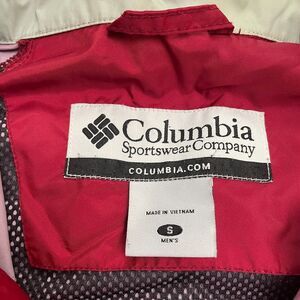 Columbia
Sportswear Company
COLUMBIA.COM
MADE IN VIETNAM
S
MEN'S